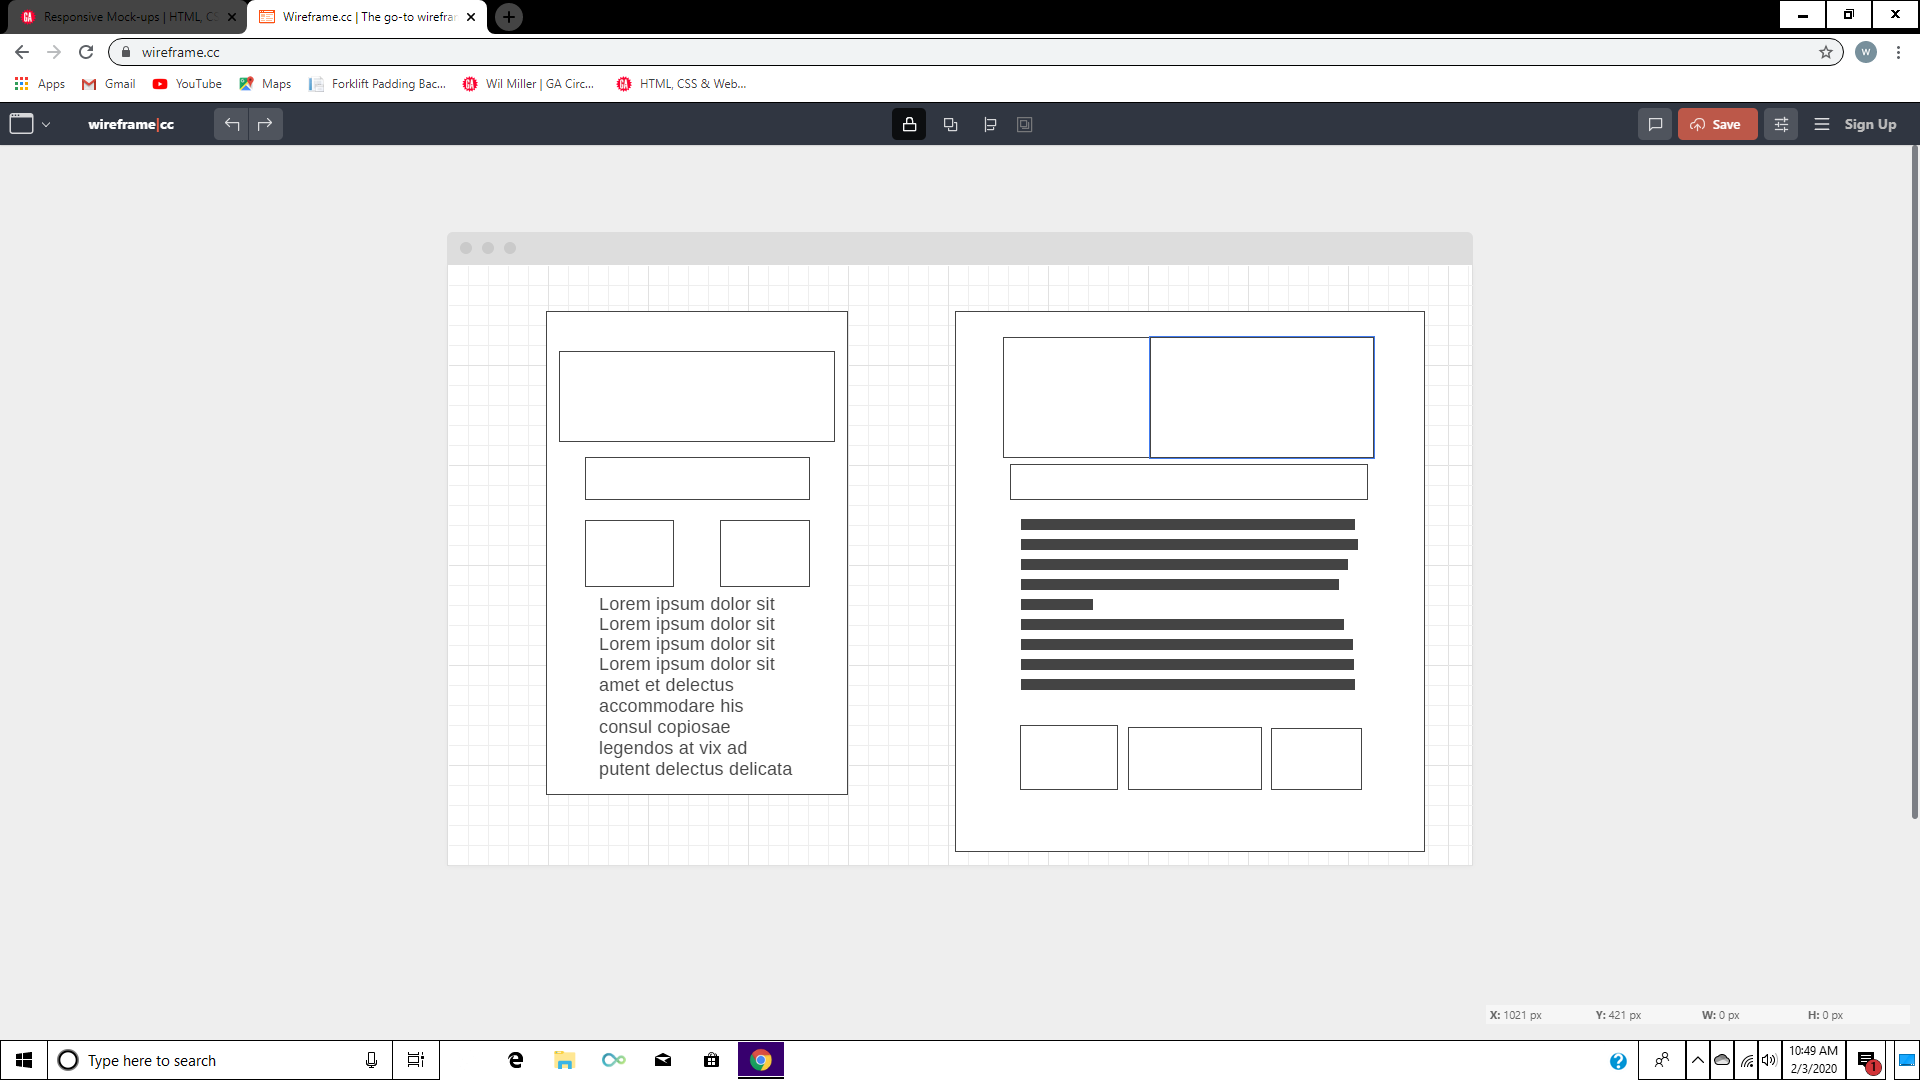 Responsive Mock-ups | HTML, CS
Wireframe.cc | The go-to wirefra
wireframe.cc
W
Apps
Gmail
YouTube
Maps
Forklift Padding Bac...
GA
Wil Miller | GA Circ...
GA
HTML, CSS & Web...
wireframe|cc
Save
Sign Up
Lorem ipsum dolor sit
Lorem ipsum dolor sit
Lorem ipsum dolor sit
Lorem ipsum dolor sit
amet et delectus
accommodare his
consul copiosae
legendos at vix ad
putent delectus delicata
X: 1021 px
Y: 421 px
W: 0 px
H: 0 px
Type here to search
10:49 AM
2/3/2020
1